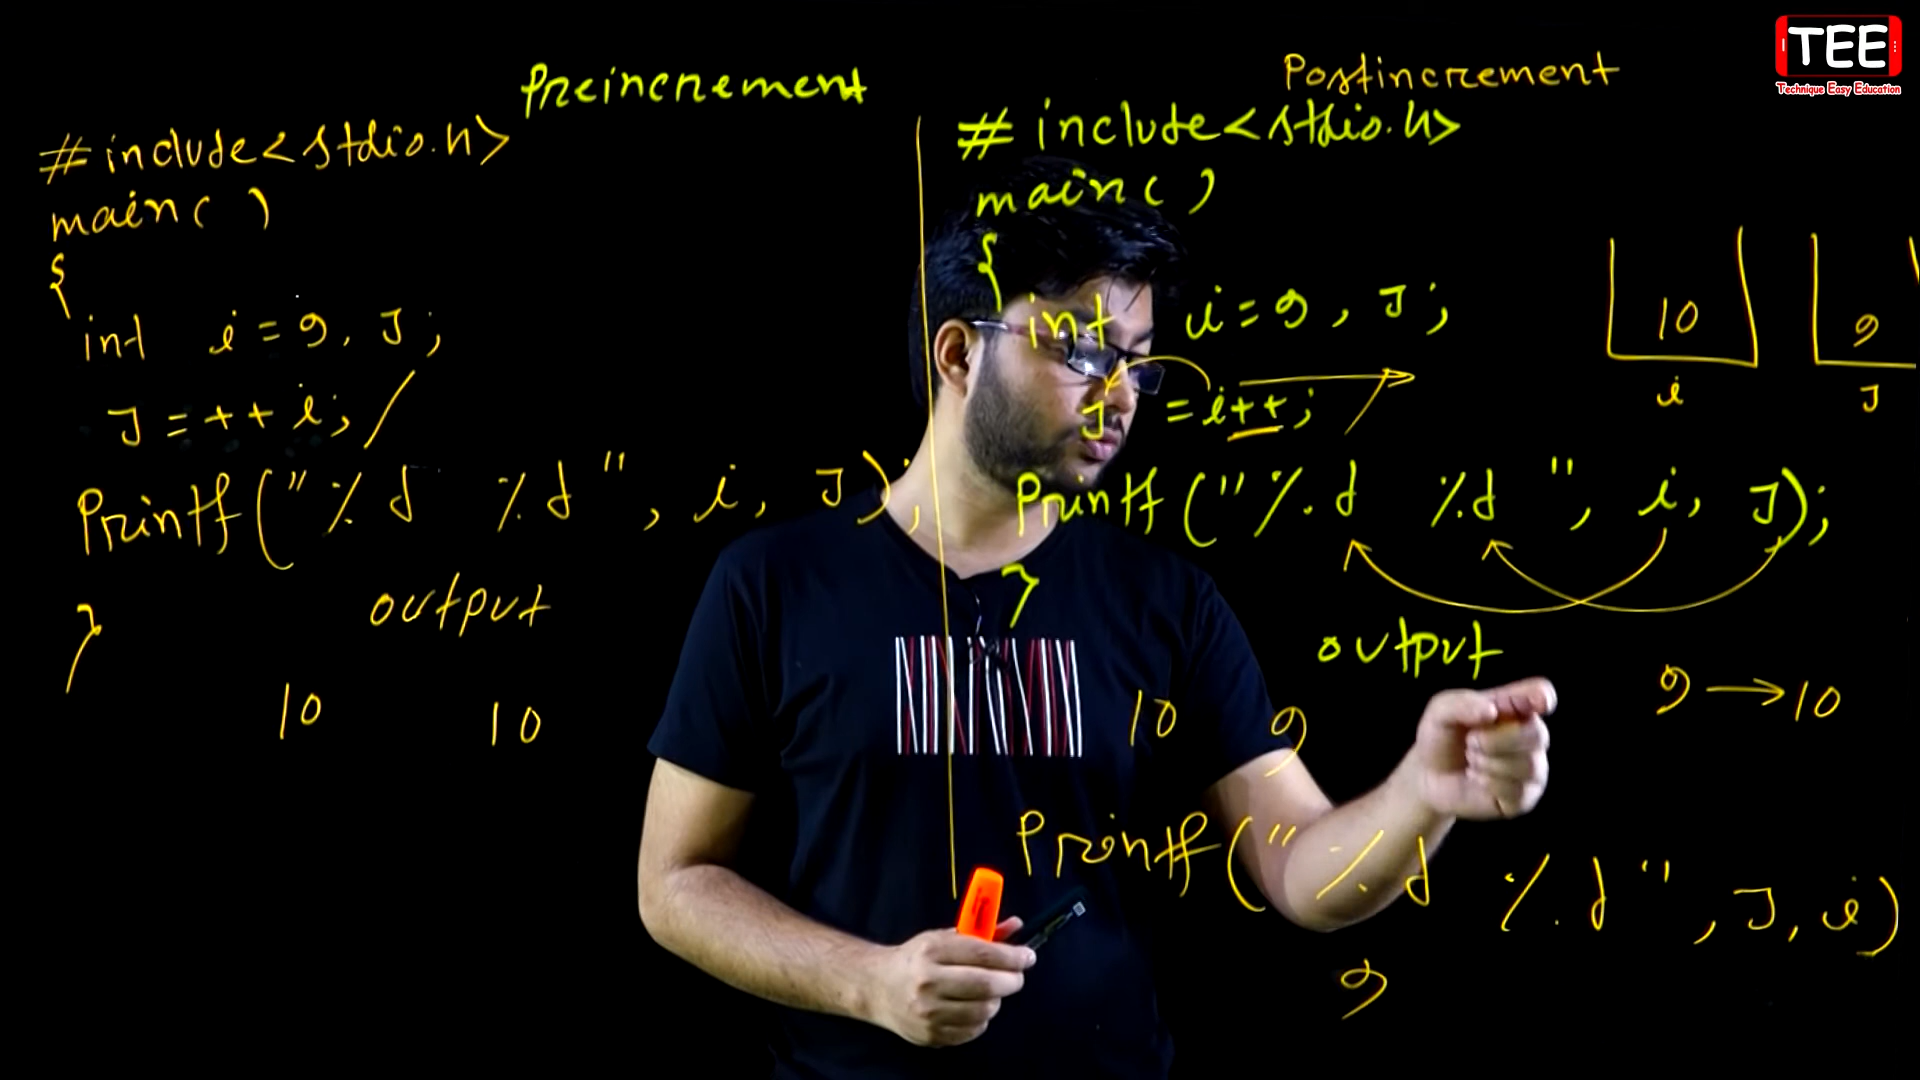 TEE
Technique Easy Education
Preincrement
#include<stdio.h>
main( )
{
int i = 9, J;
J = ++i;
Printf("%d %d", i, J);
}
output
10 10
Postincrement
#include<stdio.h>
main( )
{
int i = 9, J;
J = i++;
Printf("%d %d", i, J);
}
output
10 9
10
i
9
J
9 → 10
Printf("%d %d", J, i)
9